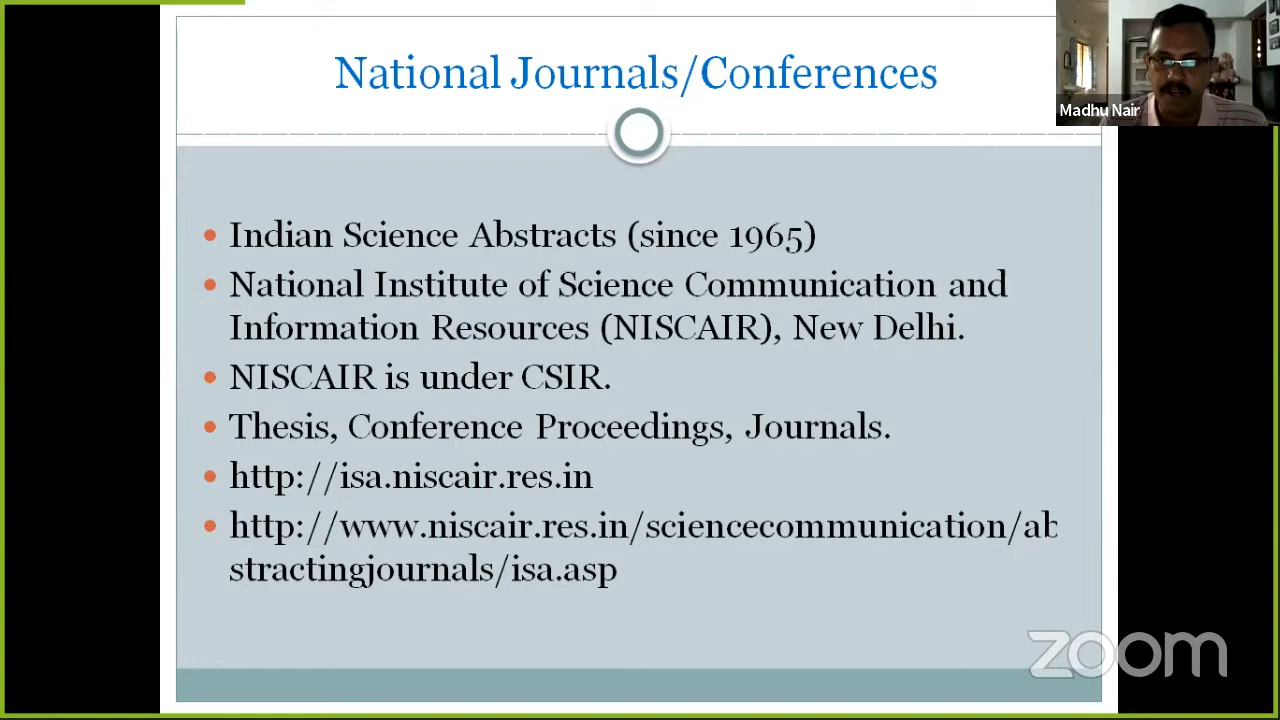 National Journals/Conferences
Madhu Nair
Indian Science Abstracts (since 1965)
National Institute of Science Communication and
Information Resources (NISCAIR), New Delhi.
NISCAIR is under CSIR.
Thesis, Conference Proceedings, Journals.
http://isa.niscair.res.in
http://www.niscair.res.in/sciencecommunication/ab
stractingjournals/isa.asp
zoom